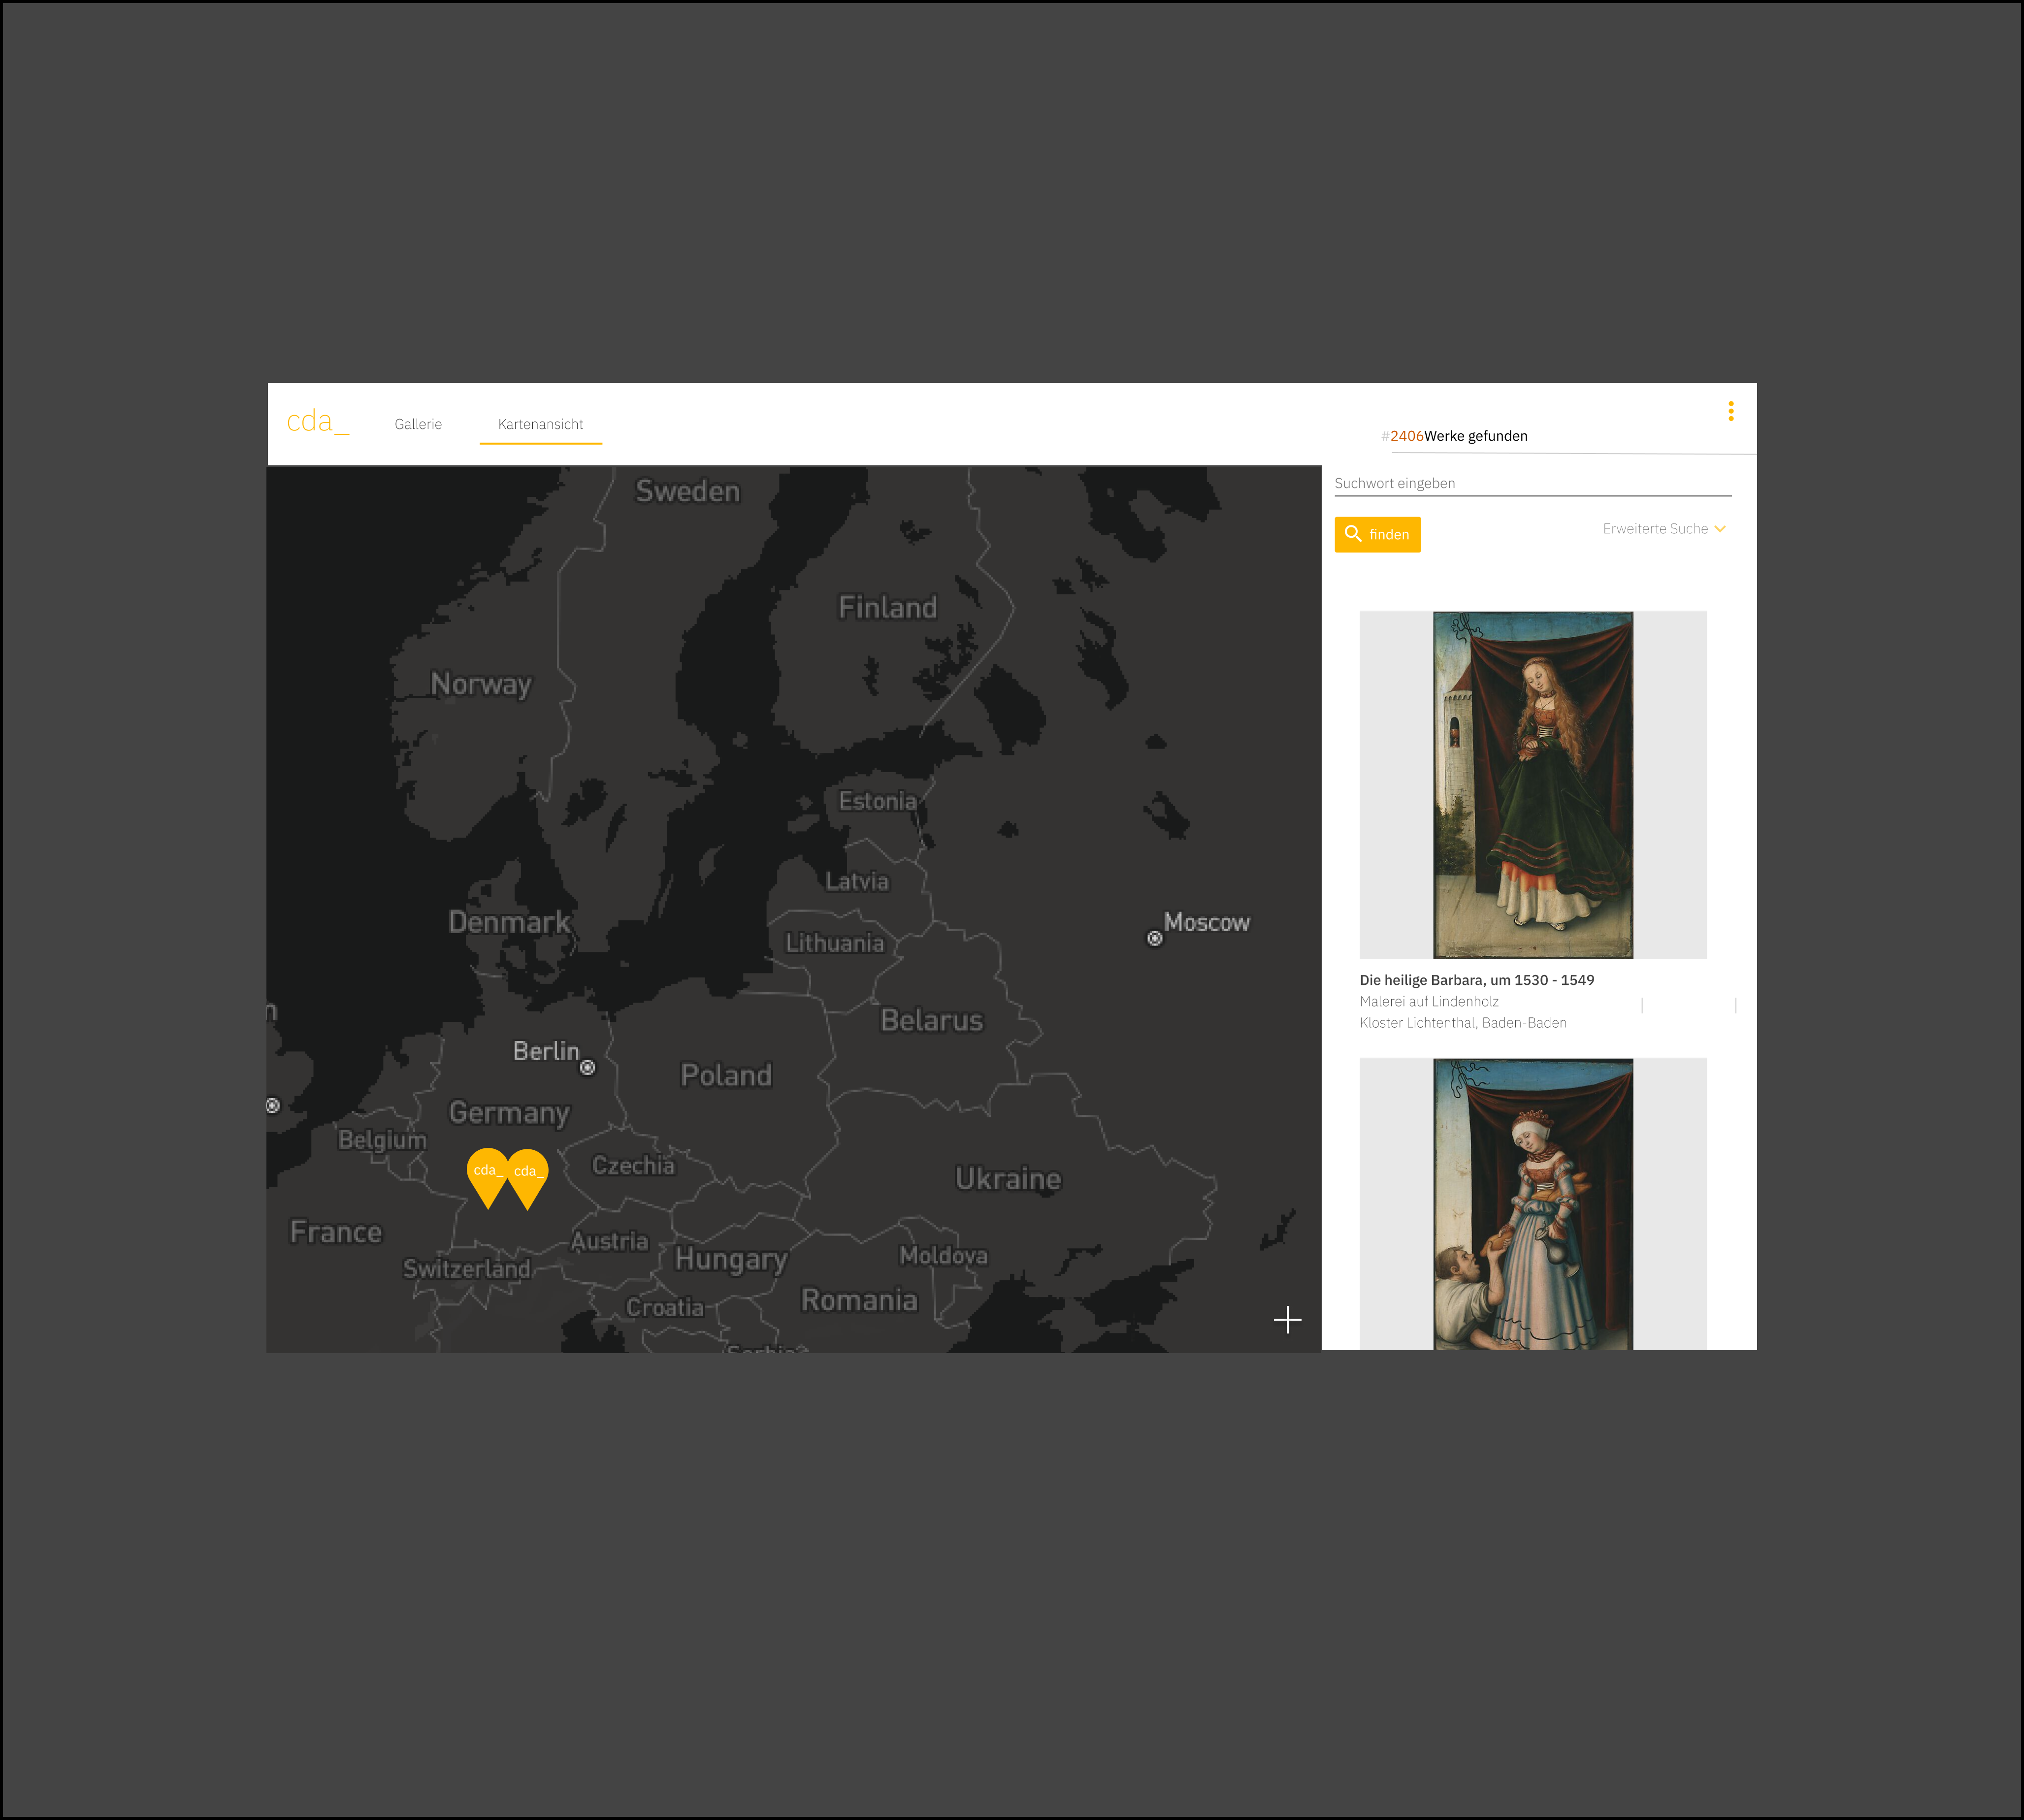 cda_
Gallerie
Kartenansicht
#2406Werke gefunden
Suchwort eingeben
finden
Erweiterte Suche
Sweden
Finland
Norway
Estonia
Latvia
Denmark
Moscow
Lithuania
Belarus
Berlin
Poland
Germany
Belgium
Czechia
cda_
cda_
Ukraine
France
Austria
Hungary
Moldova
Switzerland
Croatia
Romania
Serbia
Die heilige Barbara, um 1530 - 1549
Malerei auf Lindenholz
Kloster Lichtenthal, Baden-Baden